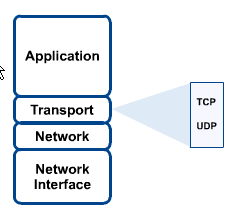 Application
Transport
Network
Network
Interface
TCP
UDP